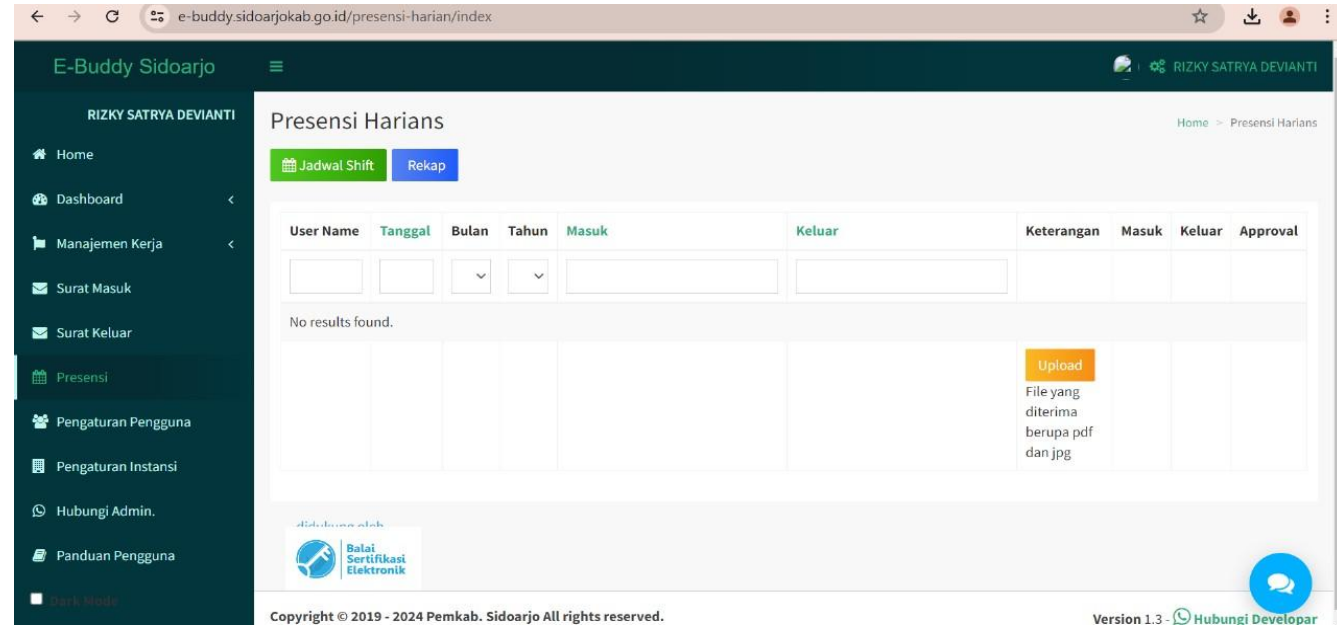 e-buddy.sidoarjokab.go.id/presensi-harian/index
E-Buddy Sidoarjo
RIZKY SATRYA DEVIANTI
RIZKY SATRYA DEVIANTI
Home
Dashboard
Manajemen Kerja
Surat Masuk
Surat Keluar
Presensi
Pengaturan Pengguna
Pengaturan Instansi
Hubungi Admin.
Panduan Pengguna
Dark Mode
Presensi Harians
Home > Presensi Harians
Jadwal Shift Rekap
User Name Tanggal Bulan Tahun Masuk Keluar Keterangan Masuk Keluar Approval
No results found.
Upload
File yang
diterima
berupa pdf
dan jpg
didukung oleh
Balai
Sertifikasi
Elektronik
Copyright © 2019 - 2024 Pemkab. Sidoarjo All rights reserved.
Version 1.3 - Hubungi Developar